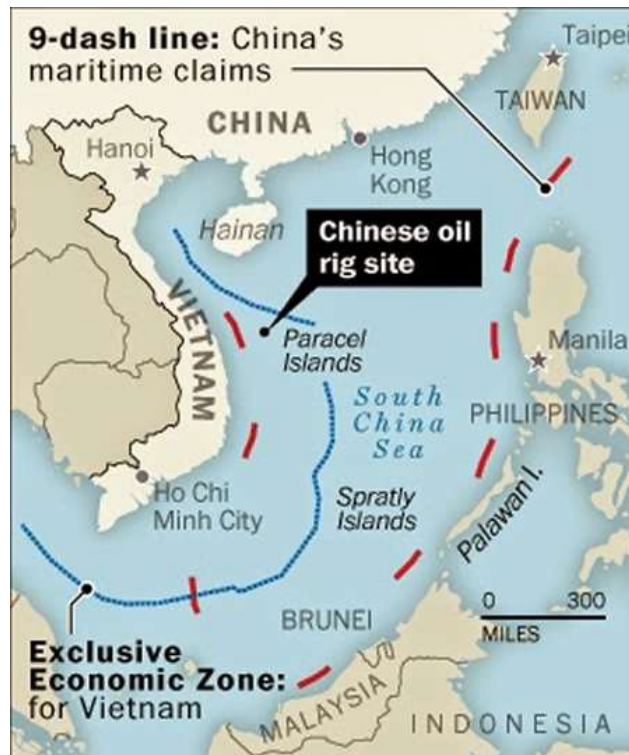 9-dash line: China's
maritime claims
Taipei
TAIWAN
CHINA
Hanoi
Hong
Kong
Hainan
Chinese oil
rig site
VIETNAM
Paracel
Islands
Manila
South
China
Sea
PHILIPPINES
Ho Chi
Minh City
Spratly
Islands
Palawan I.
0 300
MILES
BRUNEI
Exclusive
Economic Zone:
for Vietnam
MALAYSIA
INDONESIA